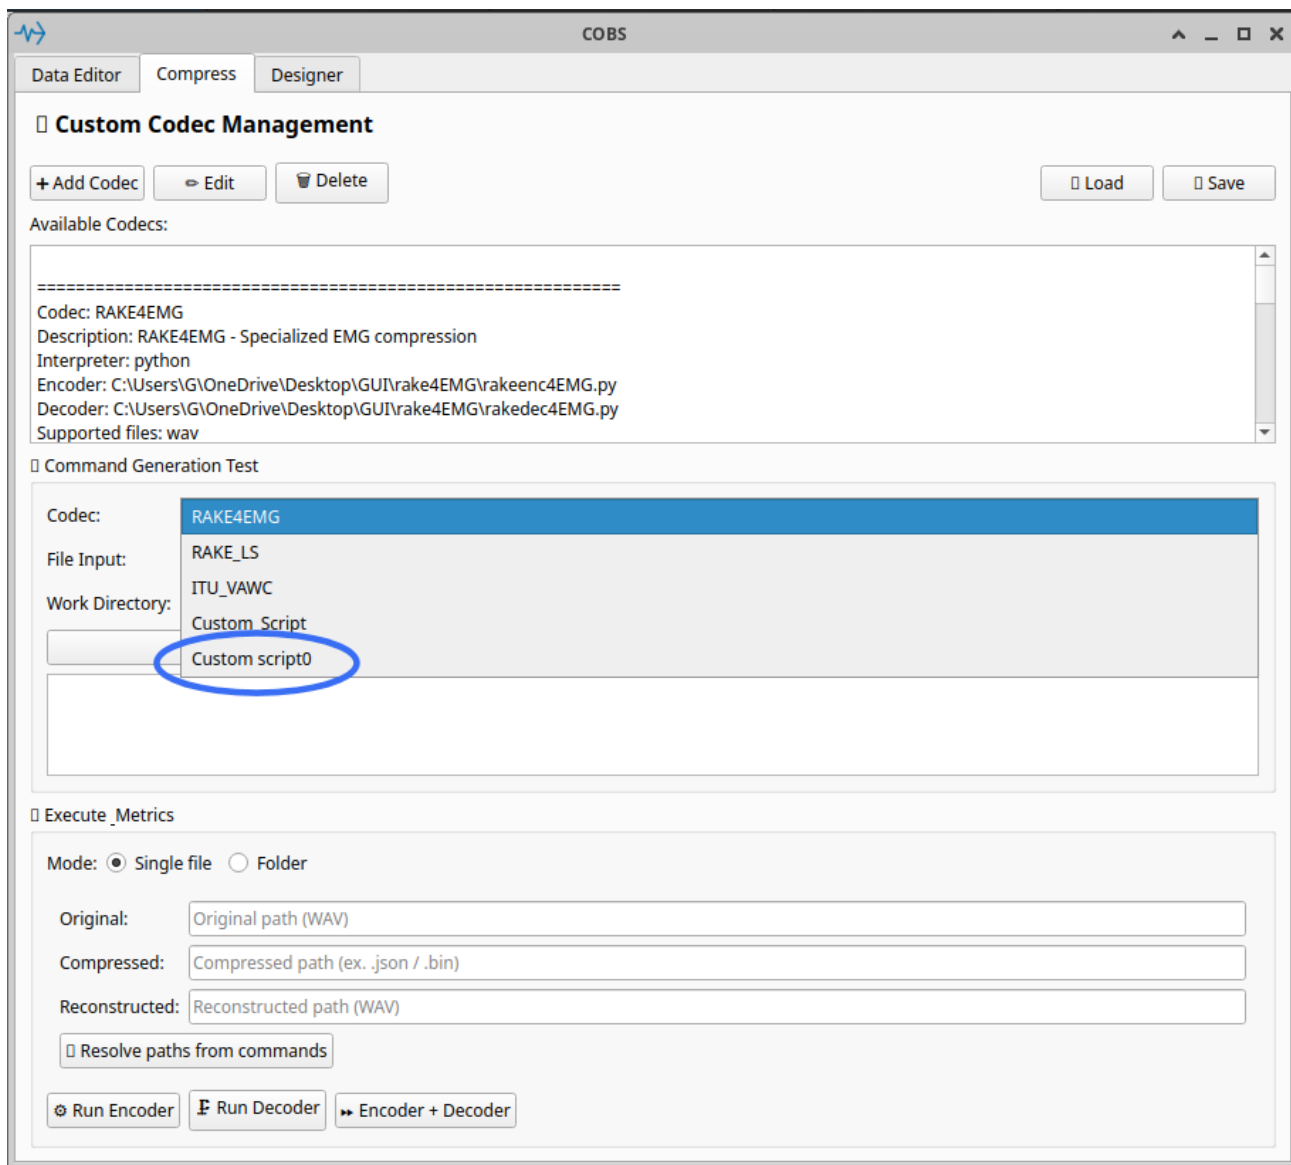 COBS
Data Editor Compress Designer
Custom Codec Management
+ Add Codec Edit Delete Load Save
Available Codecs:
============================================================
Codec: RAKE4EMG
Description: RAKE4EMG - Specialized EMG compression
Interpreter: python
Encoder: C:\Users\G\OneDrive\Desktop\GUI\rake4EMG\rakeenc4EMG.py
Decoder: C:\Users\G\OneDrive\Desktop\GUI\rake4EMG\rakedec4EMG.py
Supported files: wav
Command Generation Test
Codec: RAKE4EMG
RAKE_LS
File Input:
ITU_VAWC
Work Directory:
Custom_Script
Custom script0
Execute_Metrics
Mode: Single file Folder
Original: Original path (WAV)
Compressed: Compressed path (ex. .json / .bin)
Reconstructed: Reconstructed path (WAV)
Resolve paths from commands
Run Encoder Run Decoder Encoder + Decoder